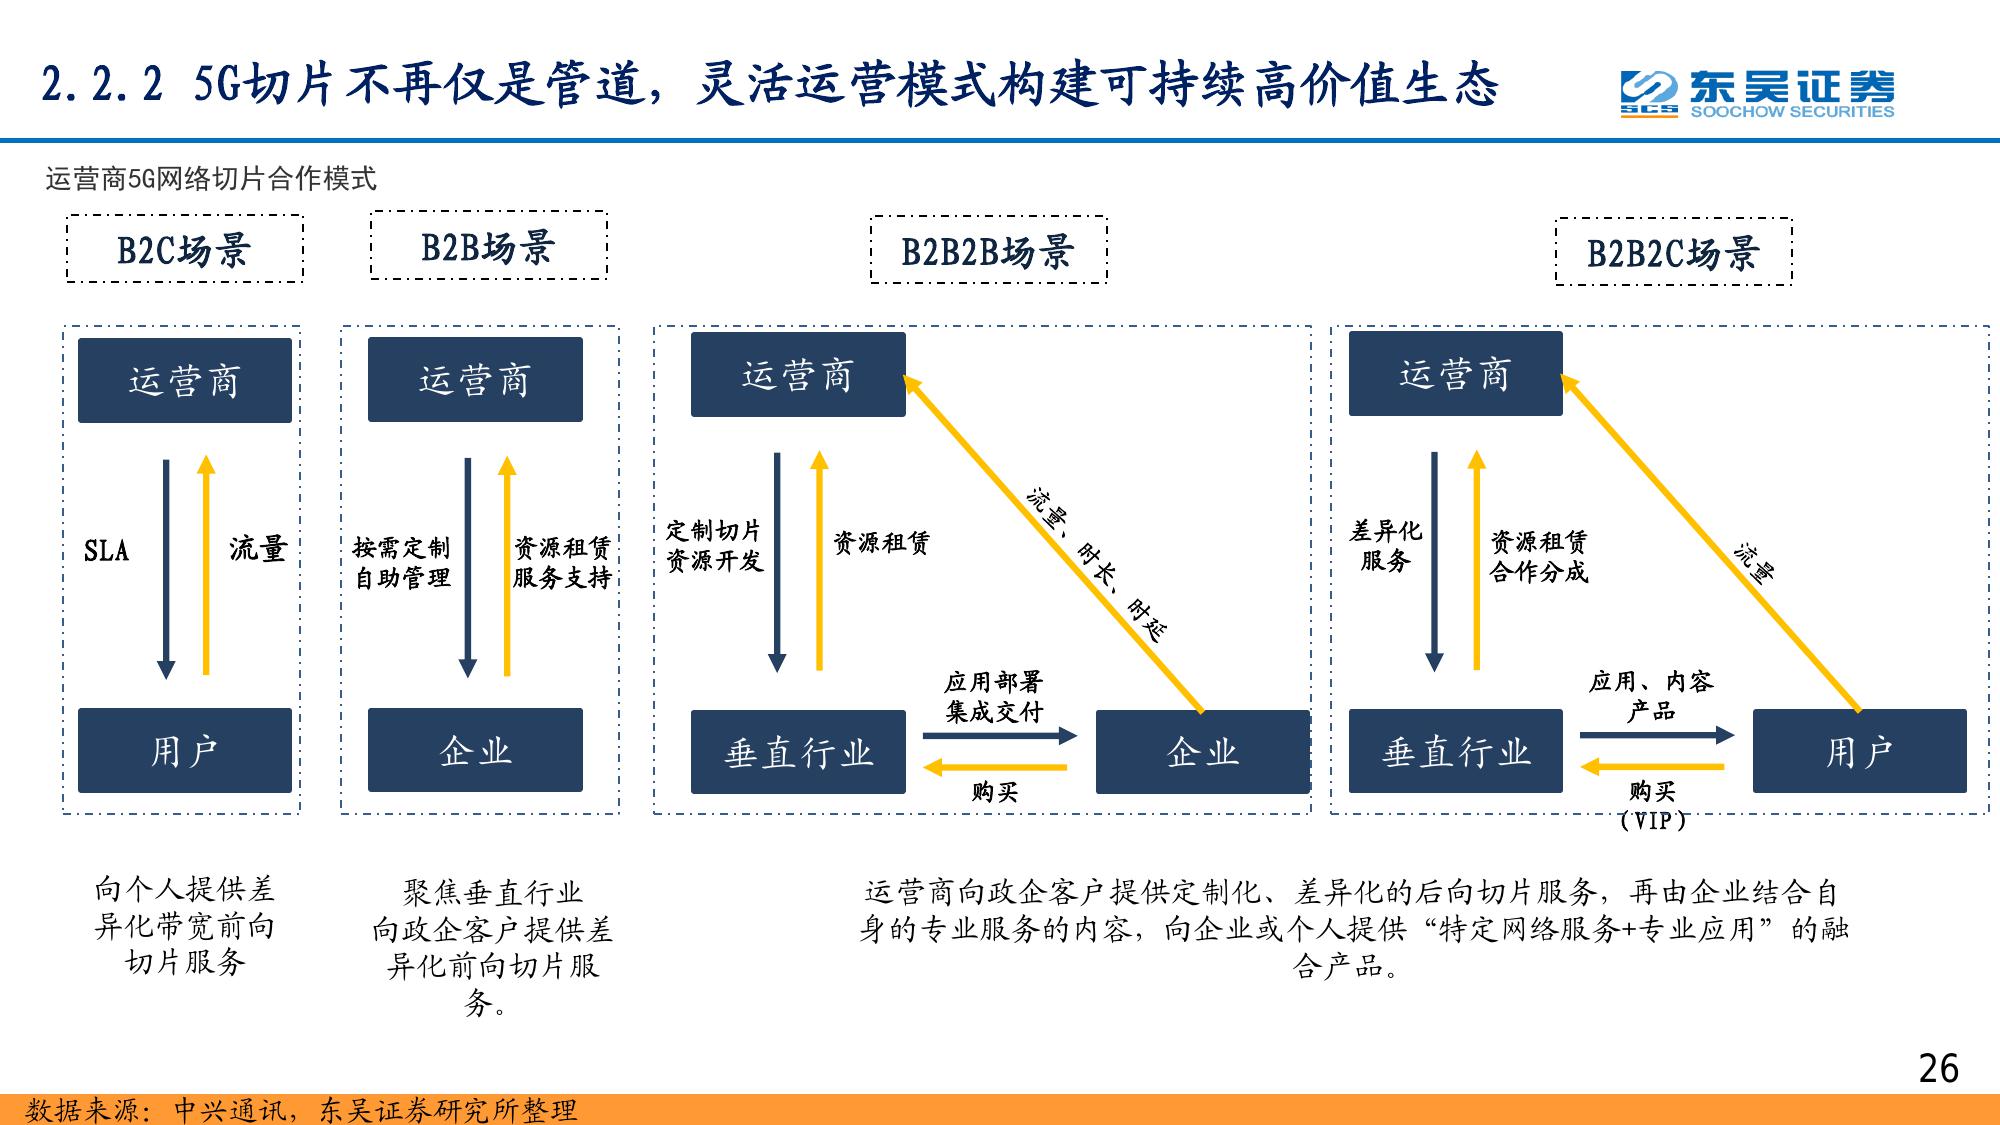 2.2.2 5G切片不再仅是管道，灵活运营模式构建可持续高价值生态
SCS
东吴证券
SOOCHOW SECURITIES
运营商5G网络切片合作模式
B2C场景
B2B场景
B2B2B场景
B2B2C场景
运营商
SLA
流量
用户
运营商
按需定制
自助管理
资源租赁
服务支持
企业
运营商
定制切片
资源开发
资源租赁
流量、时长、时延
应用部署
集成交付
垂直行业
企业
购买
运营商
差异化
服务
资源租赁
合作分成
流量
应用、内容
产品
垂直行业
用户
购买
（VIP）
向个人提供差
异化带宽前向
切片服务
聚焦垂直行业
向政企客户提供差
异化前向切片服
务。
运营商向政企客户提供定制化、差异化的后向切片服务，再由企业结合自
身的专业服务的内容，向企业或个人提供“特定网络服务+专业应用”的融
合产品。
26
数据来源：中兴通讯，东吴证券研究所整理